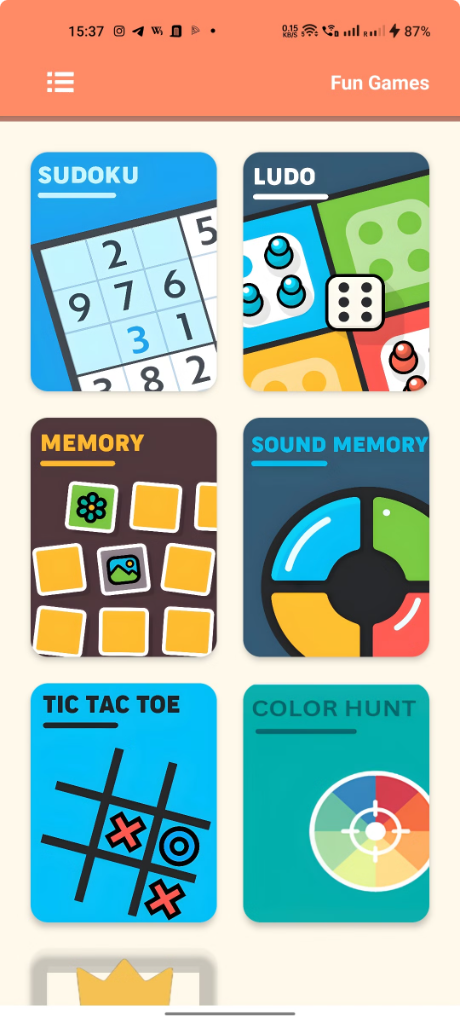 15:37
0.15 KB/S
R
87%
Fun Games
SUDOKU
5
2
9 7 6
3 1
8 2
LUDO
MEMORY
SOUND MEMORY
TIC TAC TOE
COLOR HUNT